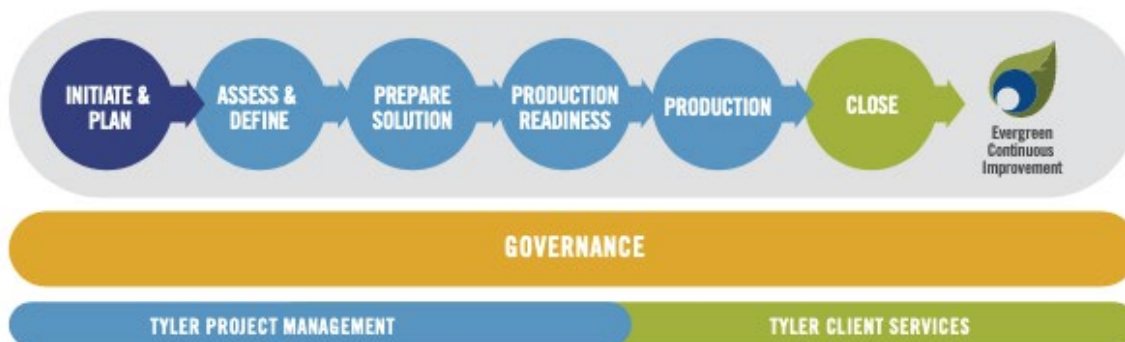 INITIATE &
PLAN
ASSESS &
DEFINE
PREPARE
SOLUTION
PRODUCTION
READINESS
PRODUCTION
CLOSE
Evergreen
Continuous
Improvement
GOVERNANCE
TYLER PROJECT MANAGEMENT
TYLER CLIENT SERVICES